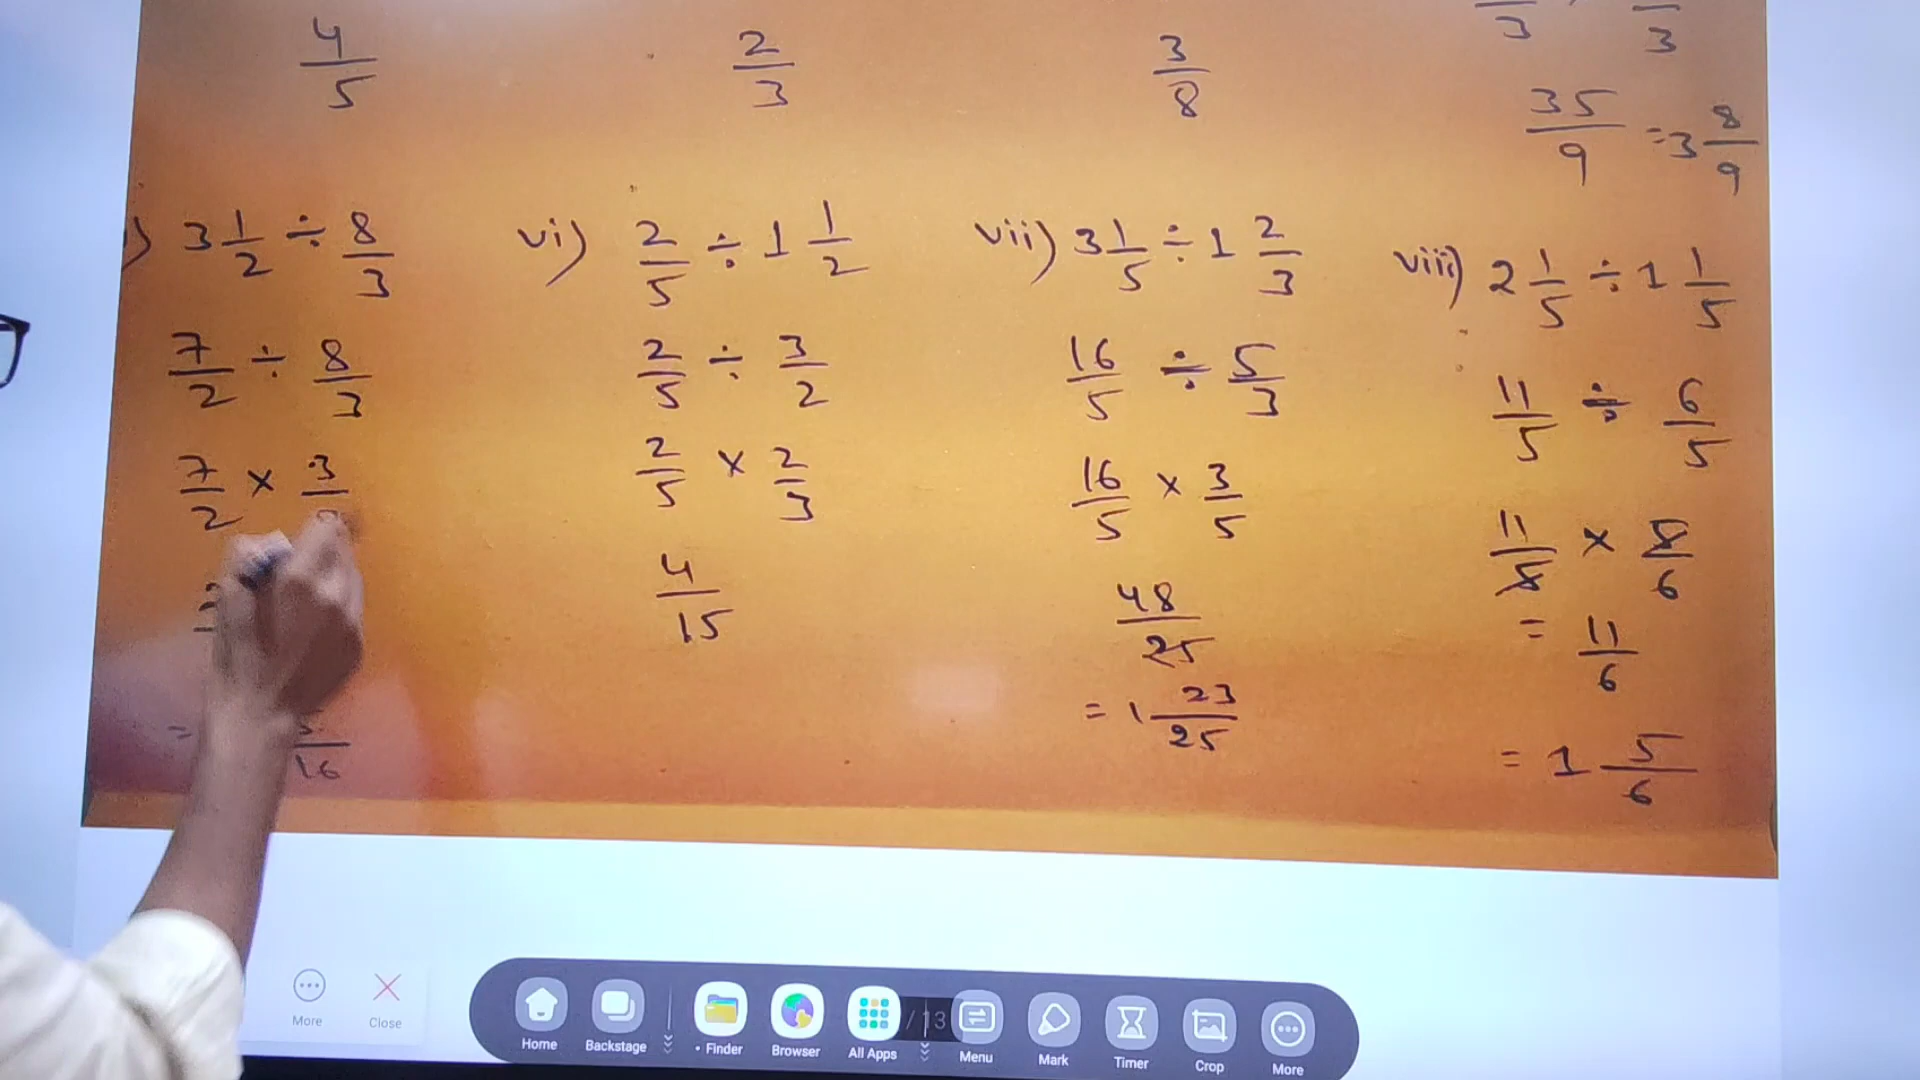 4/5
2/3
3/8
3 3
35/9 = 3 8/9
) 3 1/2 ÷ 8/3
7/2 ÷ 8/3
7/2 × 3/
=
16
vi) 2/5 ÷ 1 1/2
2/5 ÷ 3/2
2/5 × 2/3
4/15
vii) 3 1/5 ÷ 1 2/3
16/5 ÷ 5/3
16/5 × 3/5
48/25
= 1 23/25
viii) 2 1/5 ÷ 1 1/5
11/5 ÷ 6/5
11/5 × 5/6
= 11/6
= 1 5/6
More Close
/ 13
Home Backstage • Finder Browser All Apps Menu Mark Timer Crop More